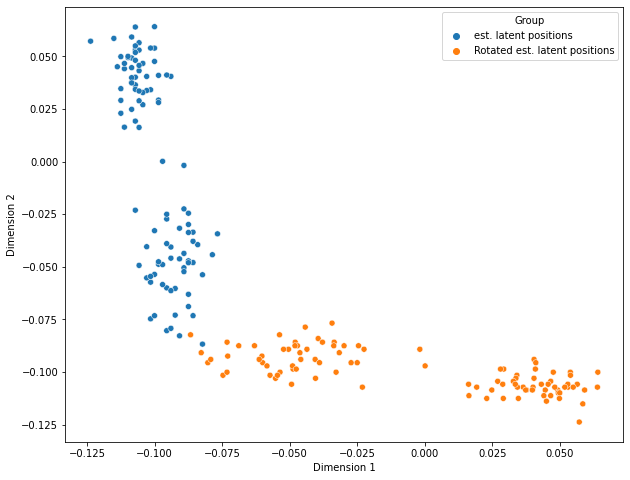 Group
est. latent positions
Rotated est. latent positions
0.050
0.025
0.000
−0.025
−0.050
−0.075
−0.100
−0.125
Dimension 2
−0.125 −0.100 −0.075 −0.050 −0.025 0.000 0.025 0.050
Dimension 1